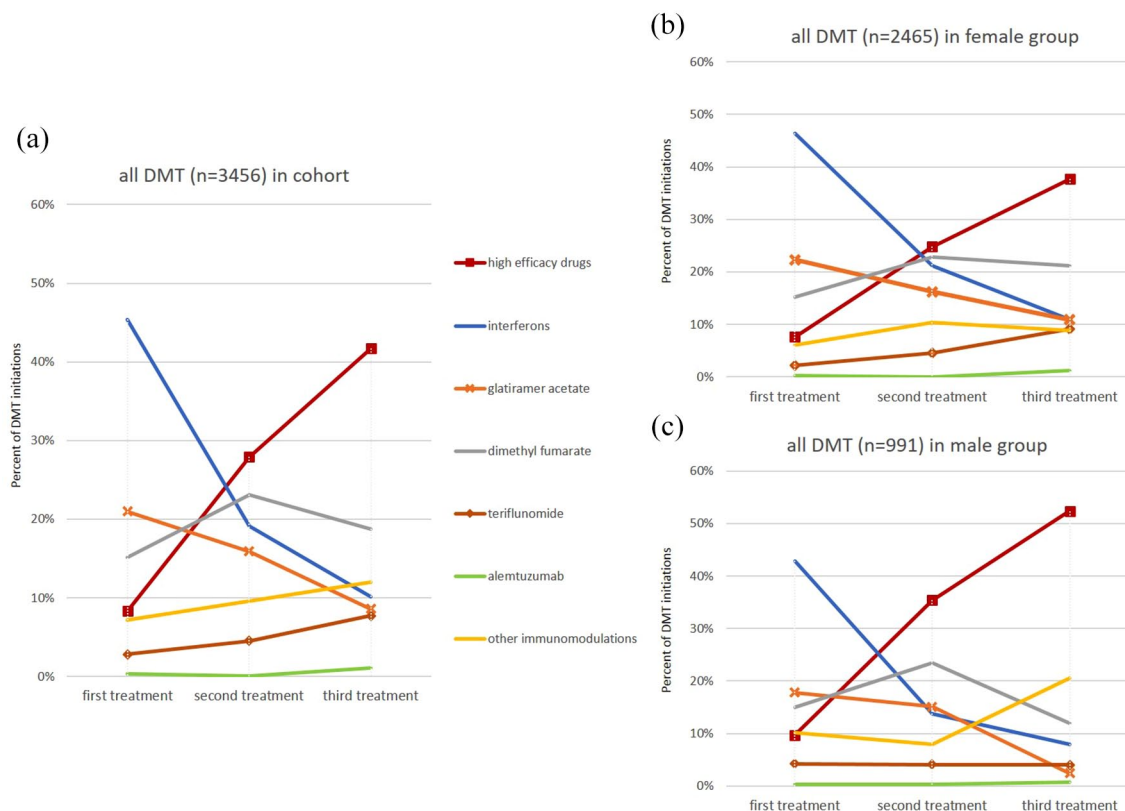 (a)
all DMT (n=3456) in cohort
Percent of DMT initiations
60%
50%
40%
30%
20%
10%
0%
first treatment second treatment third treatment
high efficacy drugs
interferons
glatiramer acetate
dimethyl fumarate
teriflunomide
alemtuzumab
other immunomodulations
(b)
all DMT (n=2465) in female group
Percent of DMT initiations
60%
50%
40%
30%
20%
10%
0%
first treatment second treatment third treatment
(c)
all DMT (n=991) in male group
Percent of DMT initiations
60%
50%
40%
30%
20%
10%
0%
first treatment second treatment third treatment